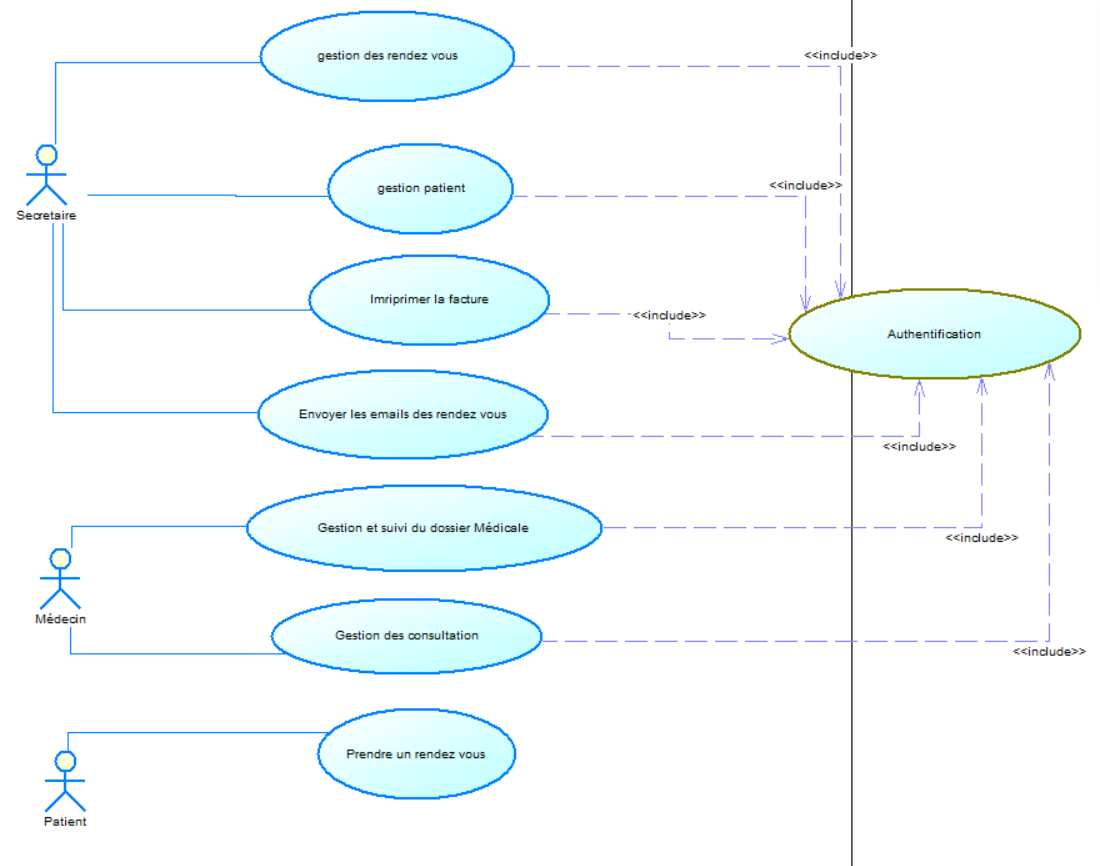 gestion des rendez vous
<<include>>
gestion patient
<<include>>
Secretaire
Imriprimer la facture
<<include>>
Authentification
Envoyer les emails des rendez vous
<<include>>
Gestion et suivi du dossier Médicale
<<include>>
Médecin
Gestion des consultation
<<include>>
Prendre un rendez vous
Patient